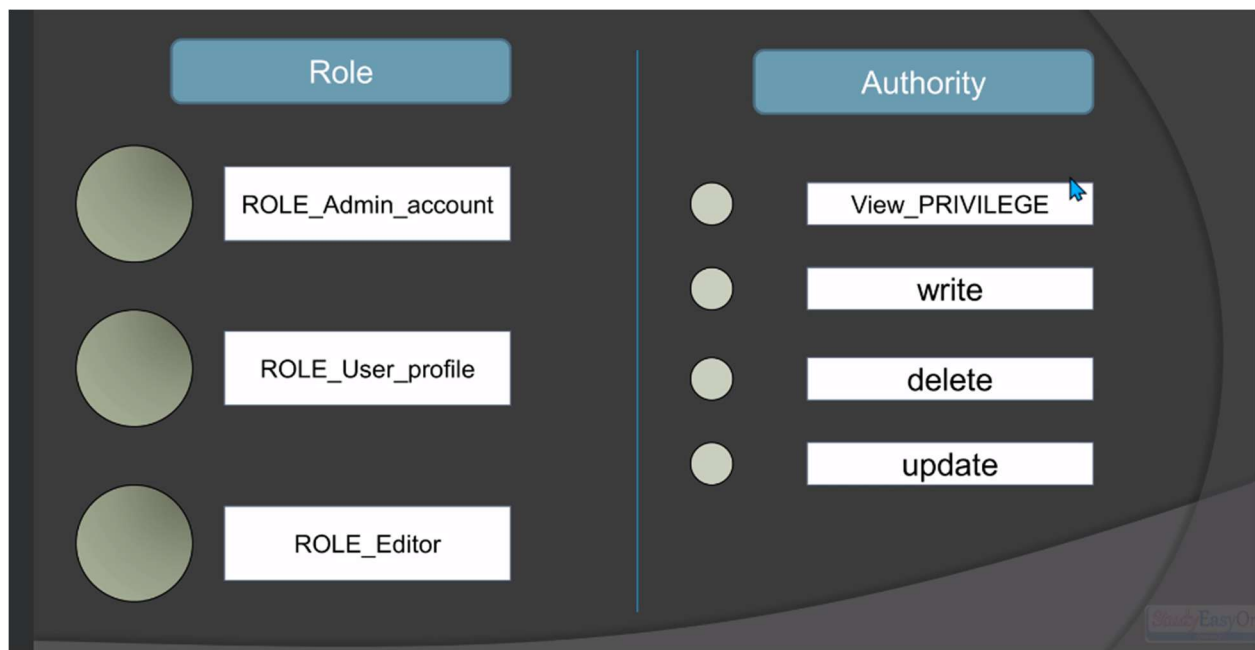 Role
ROLE_Admin_account
ROLE_User_profile
ROLE_Editor
Authority
View_PRIVILEGE
write
delete
update